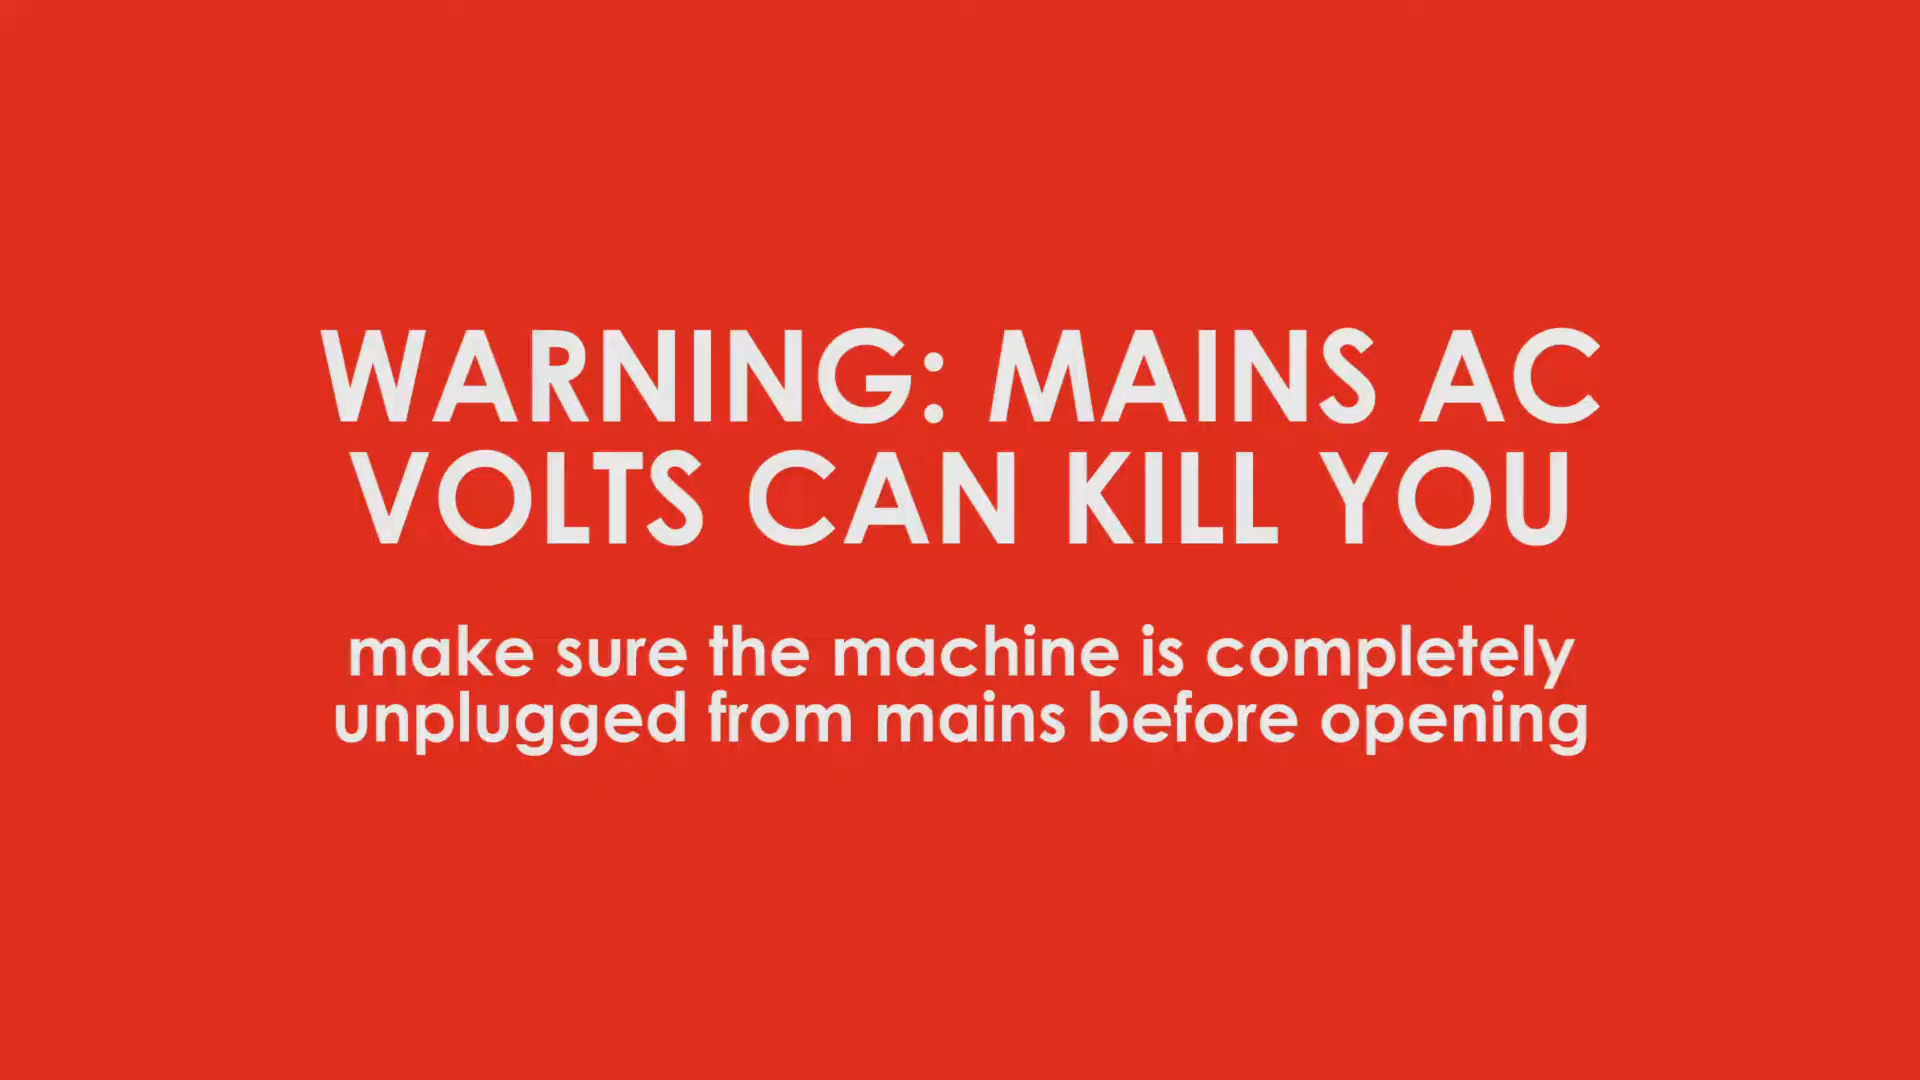 WARNING: MAINS AC
VOLTS CAN KILL YOU
make sure the machine is completely
unplugged from mains before opening